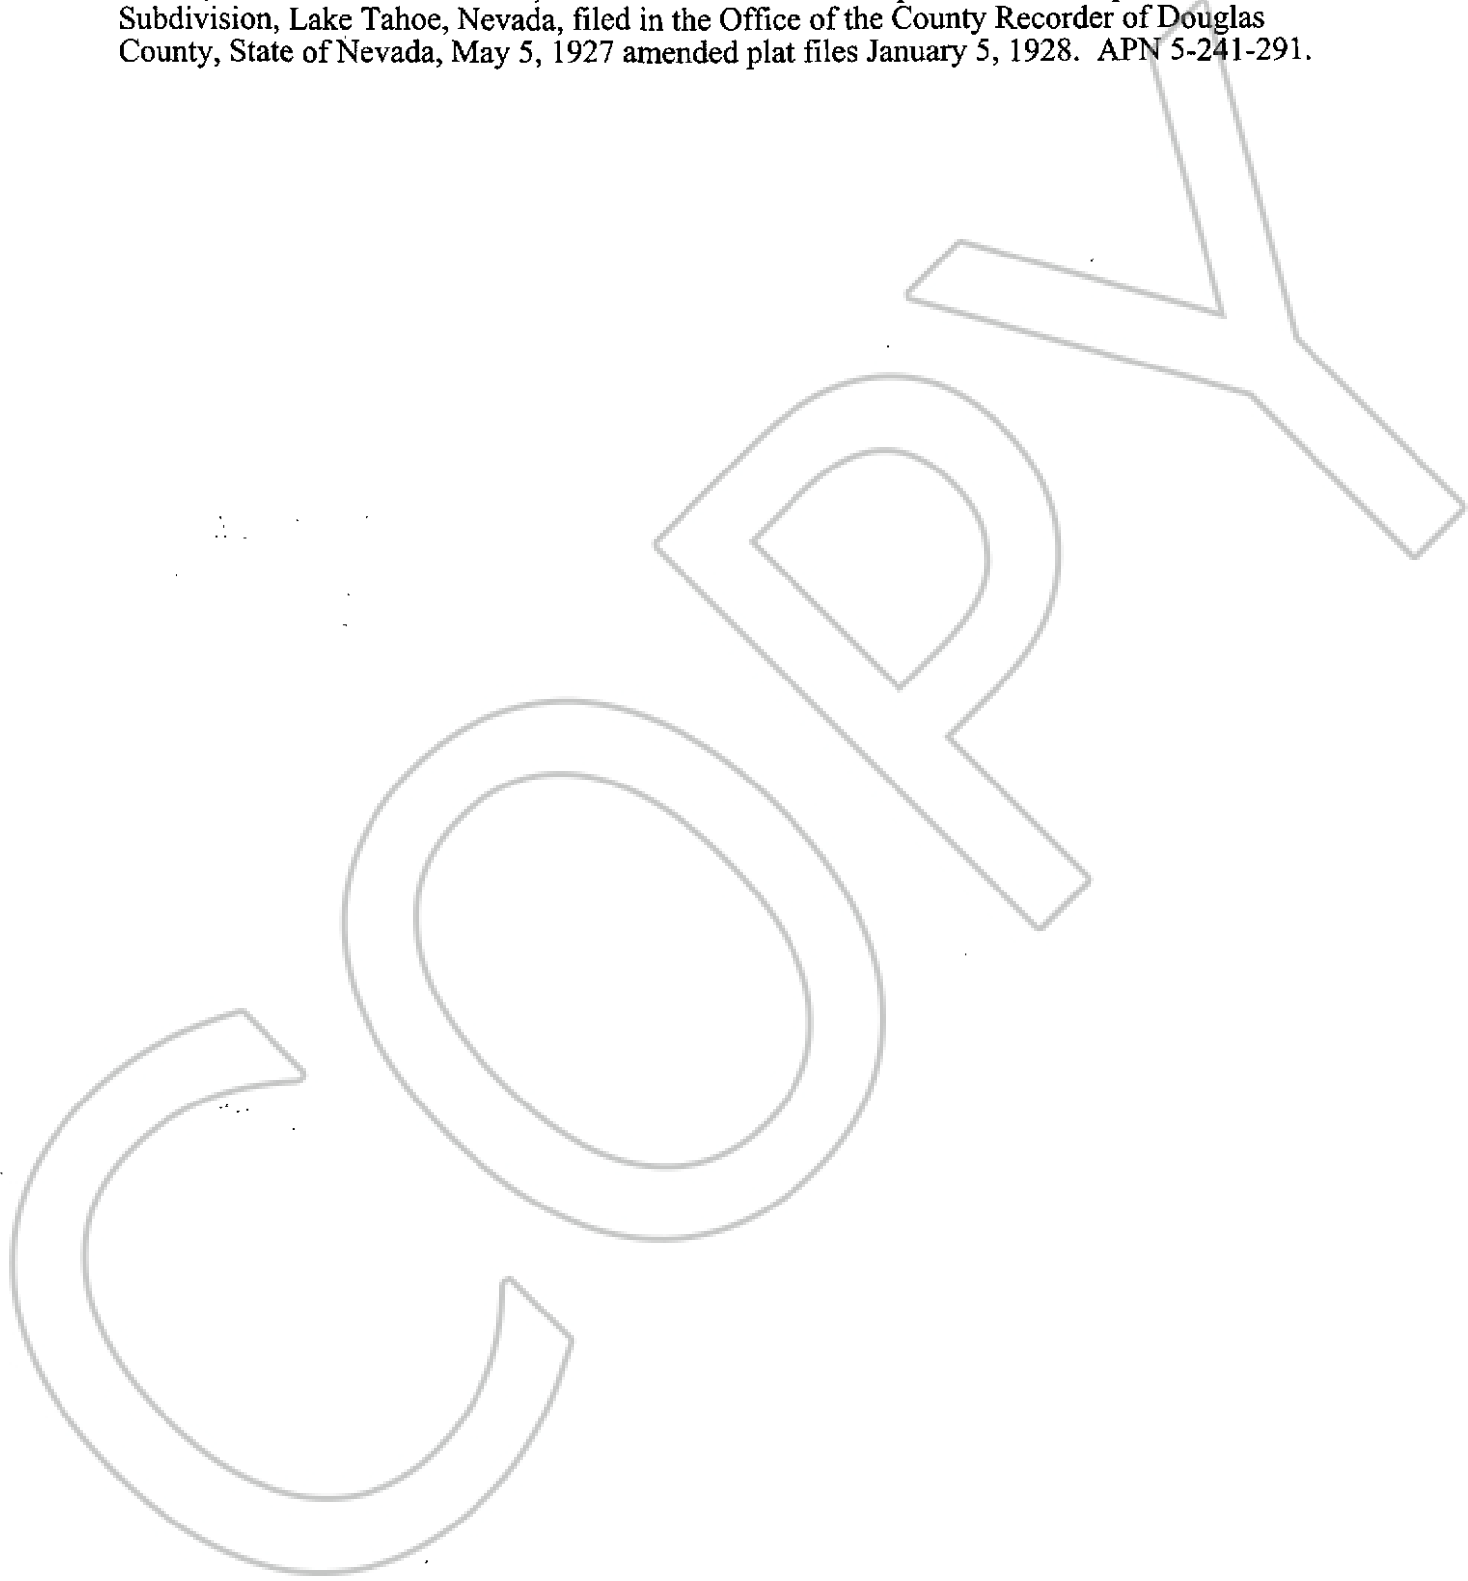 Subdivision, Lake Tahoe, Nevada, filed in the Office of the County Recorder of Douglas
County, State of Nevada, May 5, 1927 amended plat files January 5, 1928. APN 5-241-291.
COPY